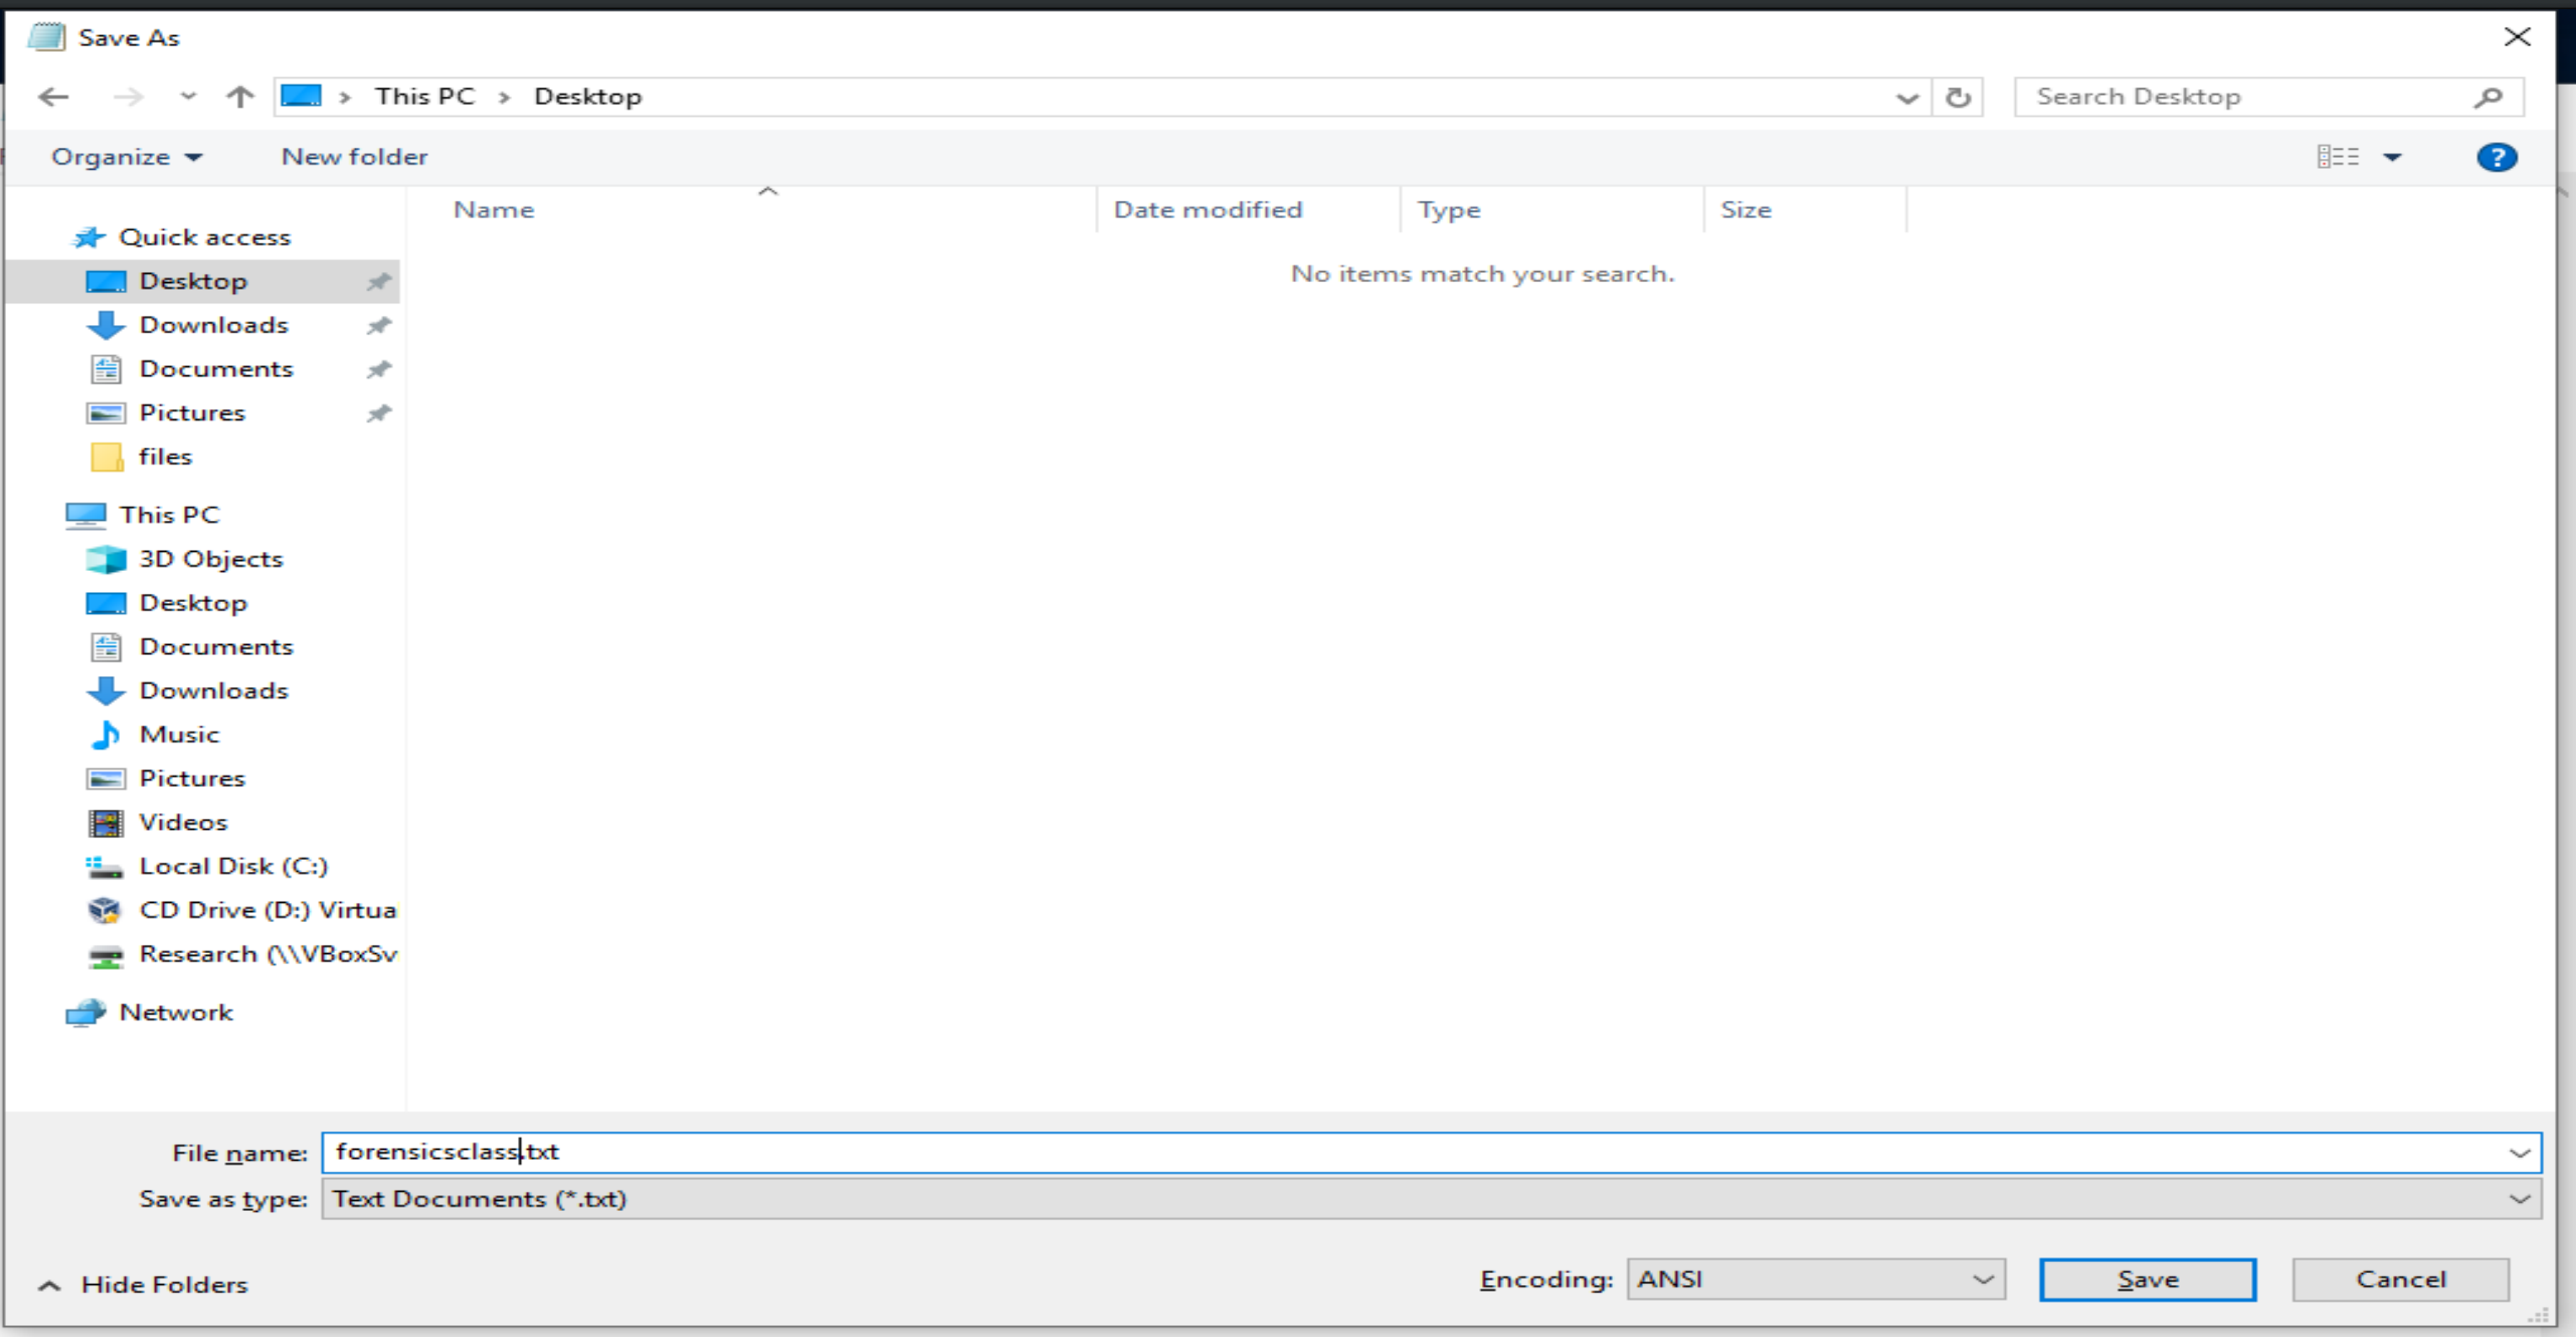 Save As
This PC > Desktop
Search Desktop
Organize
New folder
?
Name
Date modified
Type
Size
No items match your search.
Quick access
Desktop
Downloads
Documents
Pictures
files
This PC
3D Objects
Desktop
Documents
Downloads
Music
Pictures
Videos
Local Disk (C:)
CD Drive (D:) Virtua
Research (\\VBoxSv
Network
File name: forensicsclass.txt
Save as type: Text Documents (*.txt)
Hide Folders
Encoding: ANSI
Save
Cancel